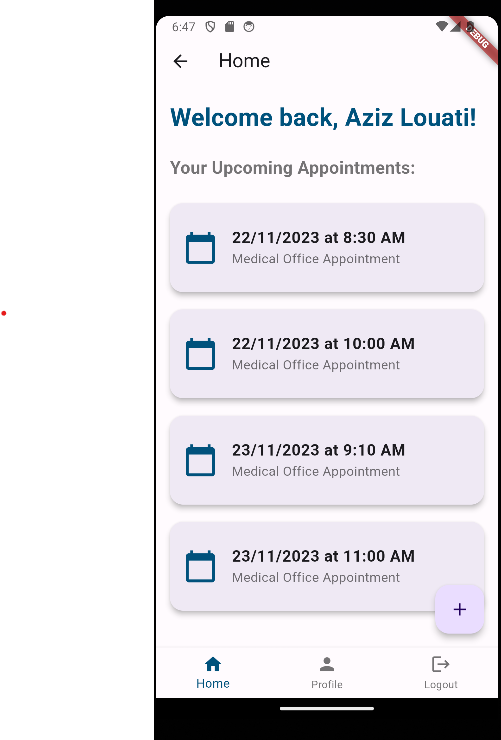 6:47
DEBUG
Home
Welcome back, Aziz Louati!
Your Upcoming Appointments:
22/11/2023 at 8:30 AM
Medical Office Appointment
22/11/2023 at 10:00 AM
Medical Office Appointment
23/11/2023 at 9:10 AM
Medical Office Appointment
23/11/2023 at 11:00 AM
Medical Office Appointment
+
Home
Profile
Logout